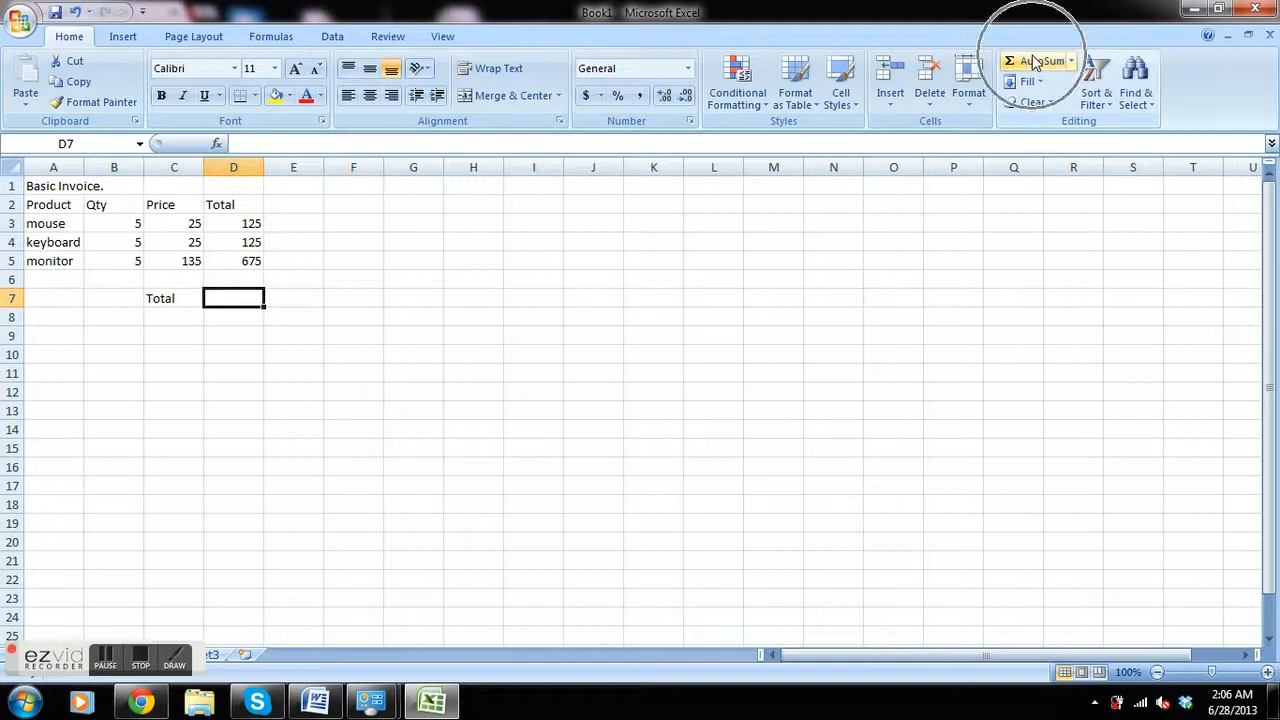 Book1 - Microsoft Excel
Home Insert Page Layout Formulas Data Review View
Paste Cut Copy Format Painter
Clipboard
Calibri 11
B I U
Font
Wrap Text
Merge & Center
Alignment
General
$ % ,
Number
Conditional Formatting Format as Table Cell Styles
Styles
Insert Delete Format
Cells
Σ AutoSum
Fill
Clear
Sort & Filter Find & Select
Editing
D7 fx
A B C D E F G H I J K L M N O P Q R S T U
1 Basic Invoice.
2 Product Qty Price Total
3 mouse 5 25 125
4 keyboard 5 25 125
5 monitor 5 135 675
6
7 Total
8
9
10
11
12
13
14
15
16
17
18
19
20
21
22
23
24
25
ezvid RECORDER PAUSE STOP DRAW
100%
2:06 AM
6/28/2013